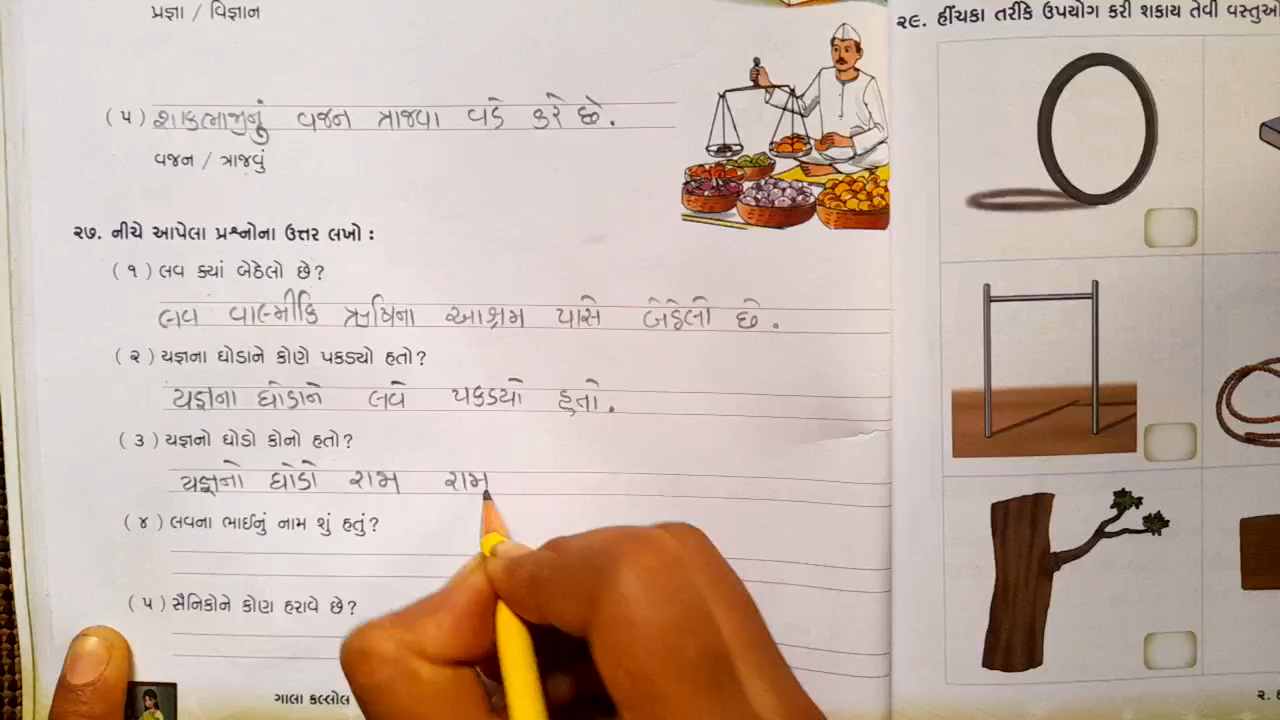 પ્રજ્ઞા / વિજ્ઞાન
(૫) શાકભાજીનું વજન ત્રાજવા વડે કરે છે.
વજન / ત્રાજવું
૨૭. નીચે આપેલા પ્રશ્નોના ઉત્તર લખો :
(૧) લવ ક્યાં બેઠેલો છે?
લવ વાલ્મીકિ ઋષિના આશ્રમ પાસે બેઠેલો છે.
(૨) યજ્ઞના ઘોડાને કોણે પકડ્યો હતો?
યજ્ઞના ઘોડાને લવે પકડ્યો હતો.
(૩) યજ્ઞનો ઘોડો કોનો હતો?
યજ્ઞનો ઘોડો રામ રામ
(૪) લવના ભાઈનું નામ શું હતું?
(૫) સૈનિકોને કોણ હરાવે છે?
ગાલા કલ્લોલ
૨૯. હીંચકા તરીકે ઉપયોગ કરી શકાય તેવી વસ્તુઓ
૨.